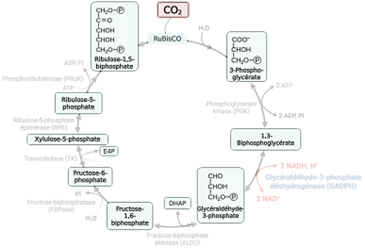 CO₂
RuBisCO
H₂O
CH₂O–Ⓟ
C=O
CHOH
CHOH
CH₂O–Ⓟ
Ribulose-1,5-
biphosphate
COO⁻
CHOH
CH₂O–Ⓟ
3-Phospho-
glycérate
2 ATP
Phosphoglycérate
kinase (PGK)
2 ADP, Pi
1,3-
Biphosphoglycérate
2 NADH, H⁺
Glycéraldéhyde-3-phosphate
déshydrogénase (GADPH)
2 NAD⁺
CHO
CHOH
CH₂O–Ⓟ
Glycéraldéhyde-
3-phosphate
DHAP
Fructose-biphosphate
aldolase (ALDO)
Fructose-
1,6-
biphosphate
H₂O
Fructose-biphosphatase
(FBPase)
Pi
Fructose-6-
phosphate
E4P
Transcétolase (TK)
Xylulose-5-phosphate
Ribulose-5-phosphate
épimérase (RPE)
Ribulose-5-
phosphate
ATP
Phosphoribulokinase (PRuK)
ADP, Pi